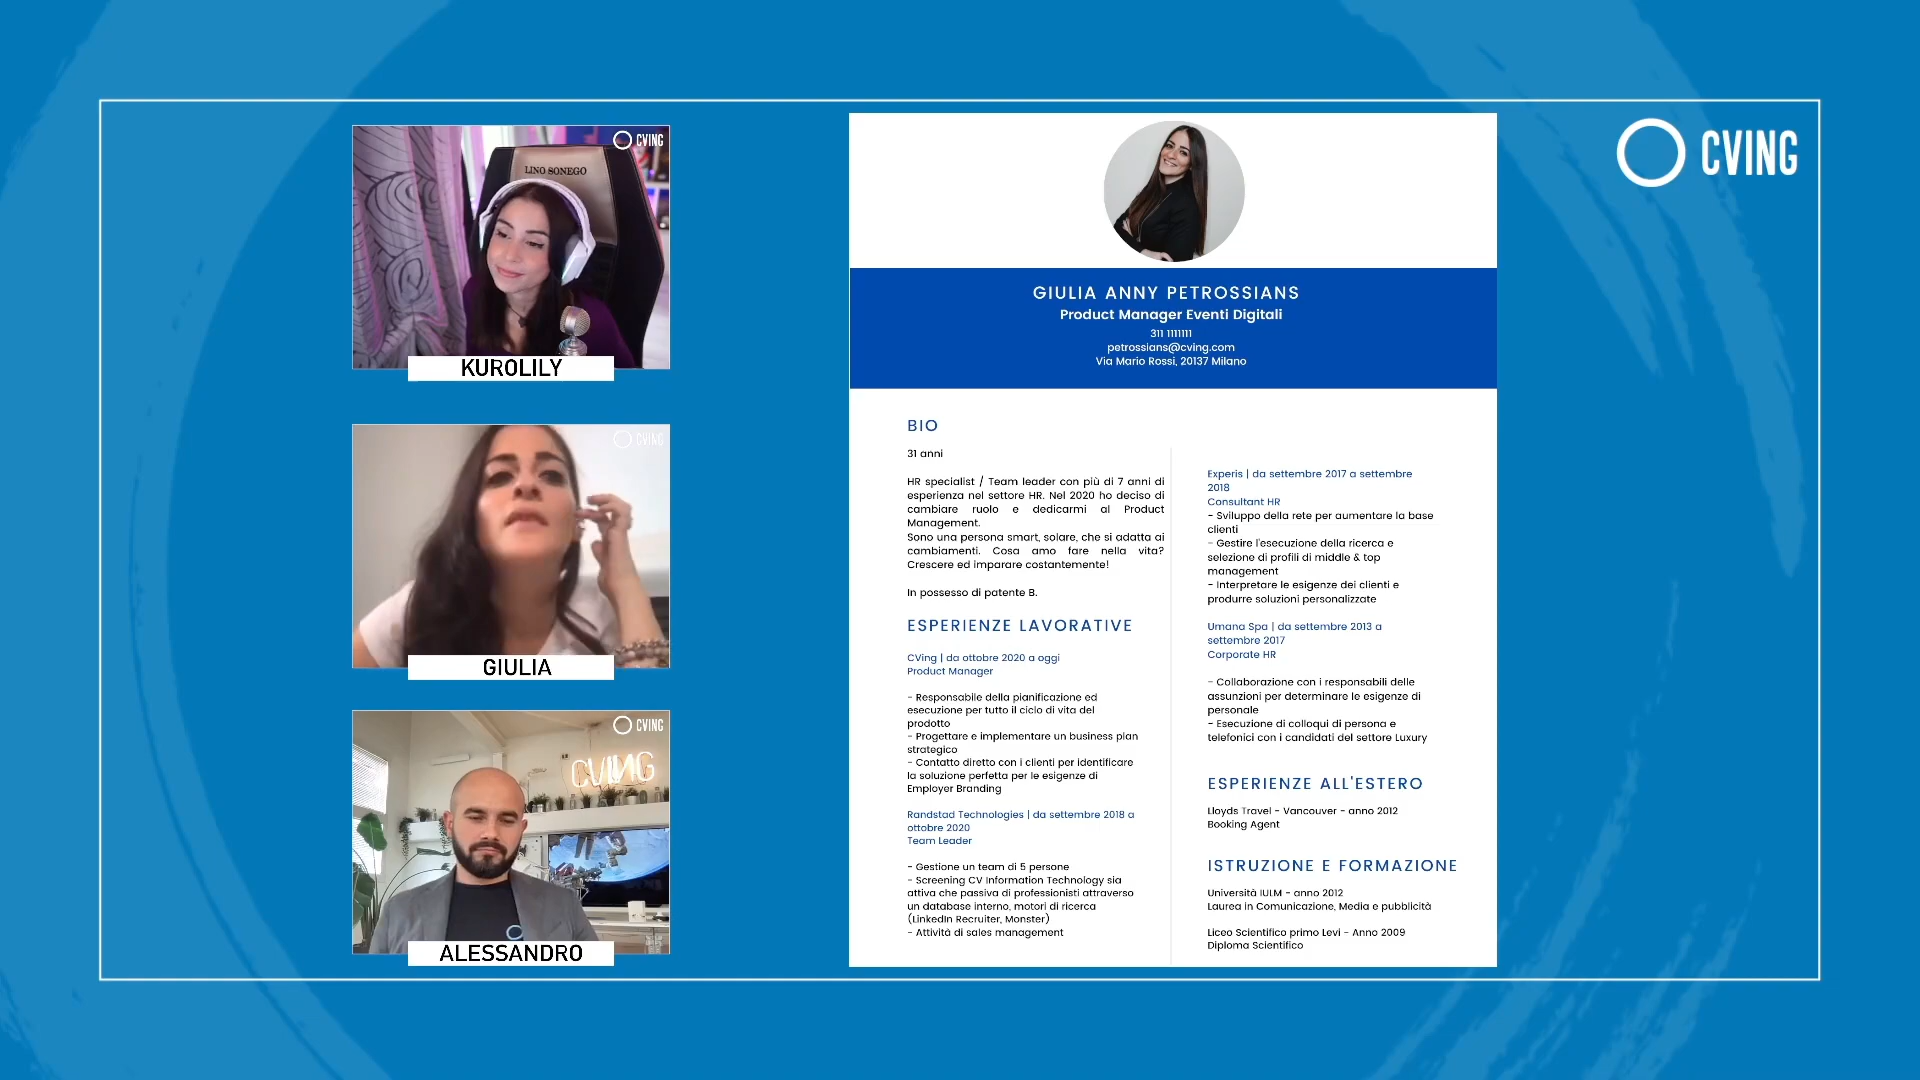 CVING
LINO SONEGO
KUROLILY
CVING
GIULIA
CVING
CVING
ALESSANDRO
CVING
GIULIA ANNY PETROSSIANS
Product Manager Eventi Digitali
311 1111111
petrossians@cving.com
Via Mario Rossi, 20137 Milano
BIO
31 anni
HR specialist / Team leader con più di 7 anni di
esperienza nel settore HR. Nel 2020 ho deciso di
cambiare ruolo e dedicarmi al Product
Management.
Sono una persona smart, solare, che si adatta ai
cambiamenti. Cosa amo fare nella vita?
Crescere ed imparare costantemente!
In possesso di patente B.
ESPERIENZE LAVORATIVE
CVing | da ottobre 2020 a oggi
Product Manager
- Responsabile della pianificazione ed
esecuzione per tutto il ciclo di vita del
prodotto
- Progettare e implementare un business plan
strategico
- Contatto diretto con i clienti per identificare
la soluzione perfetta per le esigenze di
Employer Branding
Randstad Technologies | da settembre 2018 a
ottobre 2020
Team Leader
- Gestione un team di 5 persone
- Screening CV Information Technology sia
attiva che passiva di professionisti attraverso
un database interno, motori di ricerca
(LinkedIn Recruiter, Monster)
- Attività di sales management
Experis | da settembre 2017 a settembre
2018
Consultant HR
- Sviluppo della rete per aumentare la base
clienti
- Gestire l'esecuzione della ricerca e
selezione di profili di middle & top
management
- Interpretare le esigenze dei clienti e
produrre soluzioni personalizzate
Umana Spa | da settembre 2013 a
settembre 2017
Corporate HR
- Collaborazione con i responsabili delle
assunzioni per determinare le esigenze di
personale
- Esecuzione di colloqui di persona e
telefonici con i candidati del settore Luxury
ESPERIENZE ALL'ESTERO
Lloyds Travel - Vancouver - anno 2012
Booking Agent
ISTRUZIONE E FORMAZIONE
Università IULM - anno 2012
Laurea in Comunicazione, Media e pubblicità
Liceo Scientifico primo Levi - Anno 2009
Diploma Scientifico